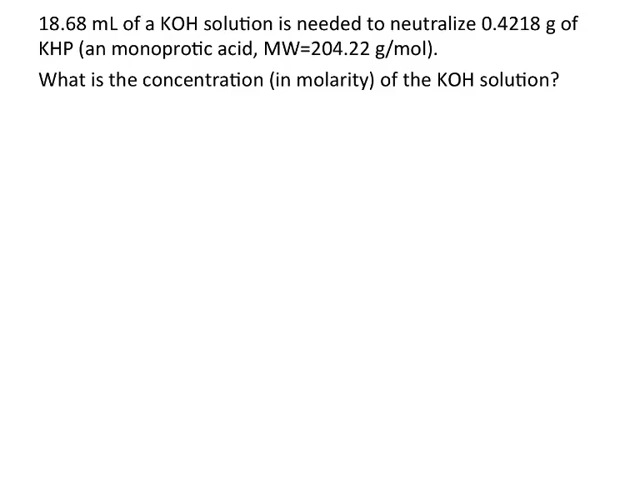 18.68 mL of a KOH solution is needed to neutralize 0.4218 g of
KHP (an monoprotic acid, MW=204.22 g/mol).
What is the concentration (in molarity) of the KOH solution?